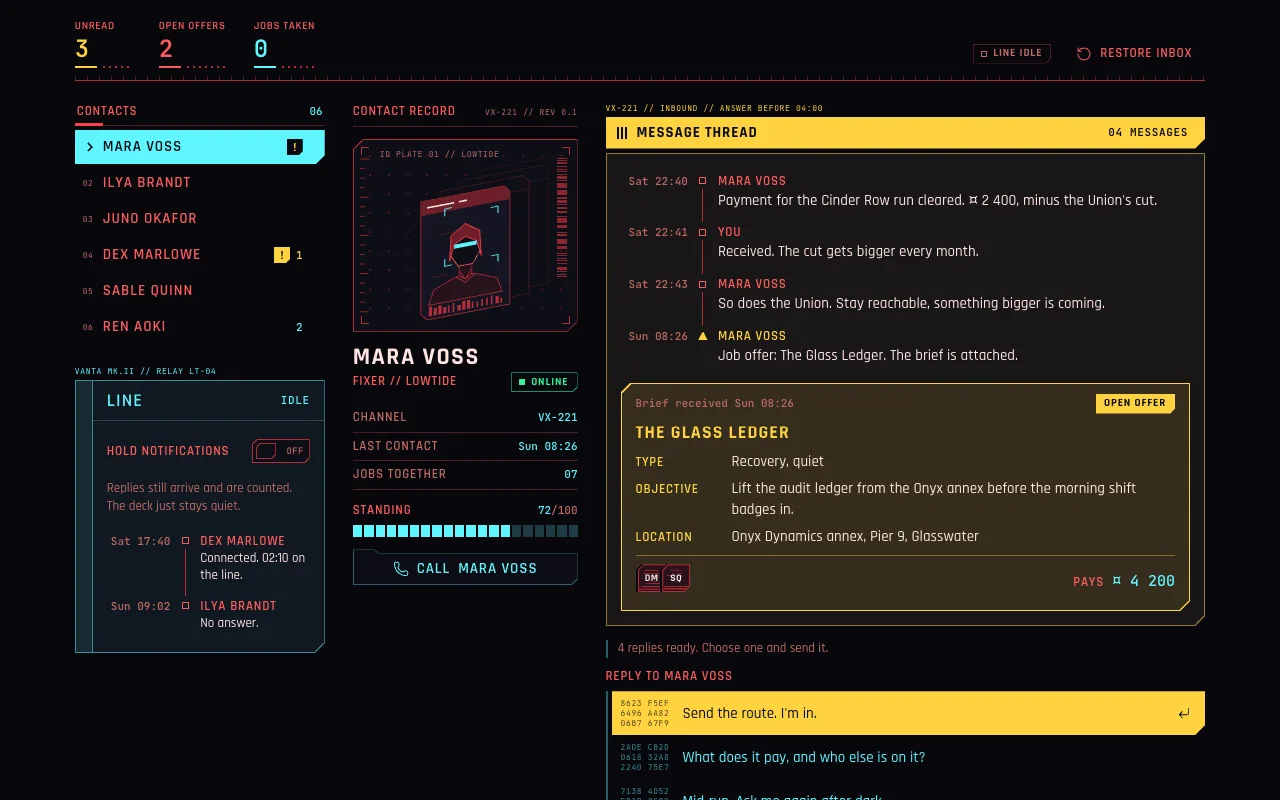 UNREAD
3
OPEN OFFERS
2
JOBS TAKEN
0
LINE IDLE
RESTORE INBOX
CONTACTS 06
MARA VOSS !
02 ILYA BRANDT
03 JUNO OKAFOR
04 DEX MARLOWE ! 1
05 SABLE QUINN
06 REN AOKI 2
VANTA MK.II // RELAY LT-04
LINE IDLE
HOLD NOTIFICATIONS OFF
Replies still arrive and are counted.
The deck just stays quiet.
Sat 17:40 DEX MARLOWE
Connected. 02:10 on
the line.
Sun 09:02 ILYA BRANDT
No answer.
CONTACT RECORD VX-221 // REV 0.1
ID PLATE 01 // LOWTIDE
MARA VOSS
FIXER // LOWTIDE ONLINE
CHANNEL VX-221
LAST CONTACT Sun 08:26
JOBS TOGETHER 07
STANDING 72/100
CALL MARA VOSS
VX-221 // INBOUND // ANSWER BEFORE 04:00
MESSAGE THREAD 04 MESSAGES
Sat 22:40 MARA VOSS
Payment for the Cinder Row run cleared. ¤ 2 400, minus the Union's cut.
Sat 22:41 YOU
Received. The cut gets bigger every month.
Sat 22:43 MARA VOSS
So does the Union. Stay reachable, something bigger is coming.
Sun 08:26 MARA VOSS
Job offer: The Glass Ledger. The brief is attached.
Brief received Sun 08:26 OPEN OFFER
THE GLASS LEDGER
TYPE Recovery, quiet
OBJECTIVE Lift the audit ledger from the Onyx annex before the morning shift
badges in.
LOCATION Onyx Dynamics annex, Pier 9, Glasswater
DM SQ PAYS ¤ 4 200
4 replies ready. Choose one and send it.
REPLY TO MARA VOSS
8623 F5EF
6496 AA82
06B7 67F9
Send the route. I'm in.
2ADE CB2D
0618 32A8
2240 75E7
What does it pay, and who else is on it?
7138 4D52
Mid-run. Ask me again after dark.